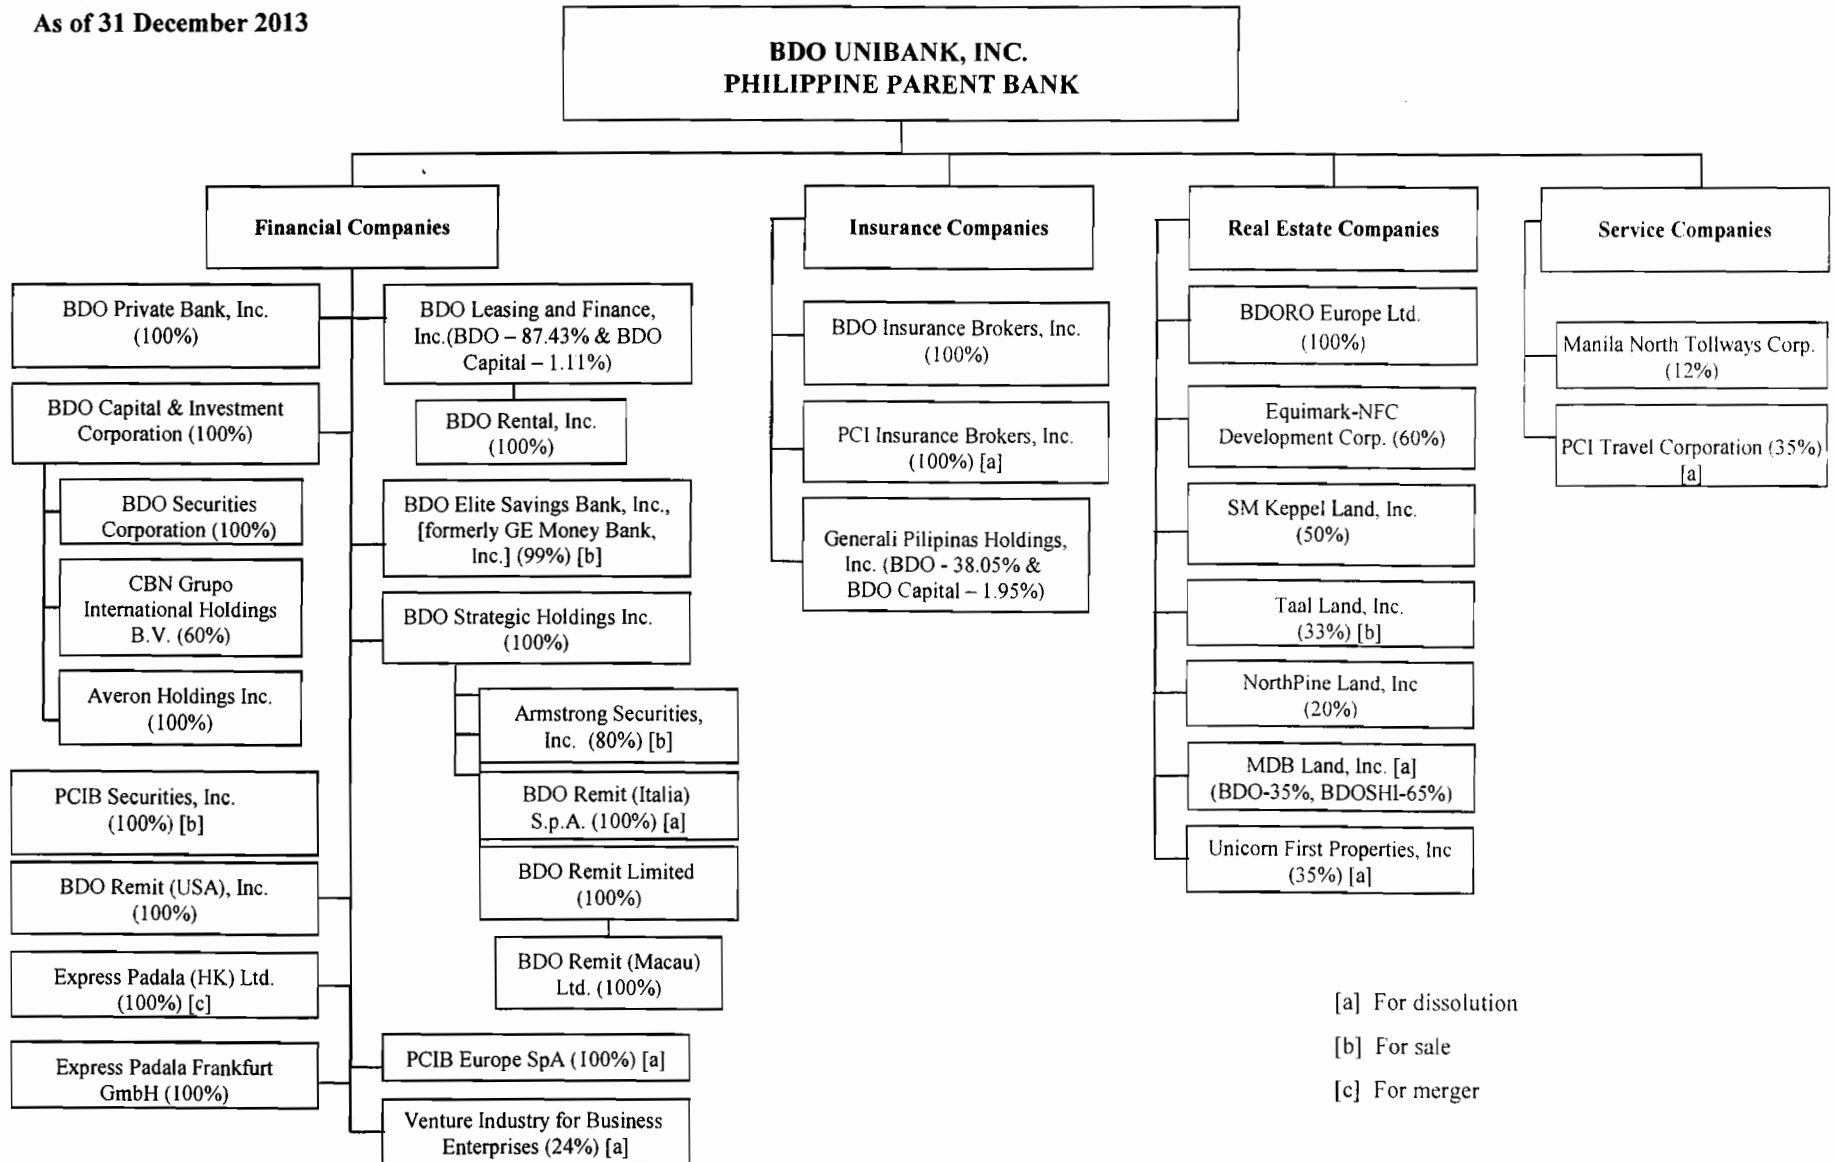 As of 31 December 2013
BDO UNIBANK, INC.
PHILIPPINE PARENT BANK
Financial Companies
BDO Private Bank, Inc.
(100%)
BDO Capital & Investment
Corporation (100%)
BDO Securities
Corporation (100%)
CBN Grupo
International Holdings
B.V. (60%)
Averon Holdings Inc.
(100%)
PCIB Securities, Inc.
(100%) [b]
BDO Remit (USA), Inc.
(100%)
Express Padala (HK) Ltd.
(100%) [c]
Express Padala Frankfurt
GmbH (100%)
BDO Leasing and Finance,
Inc.(BDO – 87.43% & BDO
Capital – 1.11%)
BDO Rental, Inc.
(100%)
BDO Elite Savings Bank, Inc.,
[formerly GE Money Bank,
Inc.] (99%) [b]
BDO Strategic Holdings Inc.
(100%)
Armstrong Securities,
Inc. (80%) [b]
BDO Remit (Italia)
S.p.A. (100%) [a]
BDO Remit Limited
(100%)
BDO Remit (Macau)
Ltd. (100%)
PCIB Europe SpA (100%) [a]
Venture Industry for Business
Enterprises (24%) [a]
Insurance Companies
BDO Insurance Brokers, Inc.
(100%)
PCI Insurance Brokers, Inc.
(100%) [a]
Generali Pilipinas Holdings,
Inc. (BDO - 38.05% &
BDO Capital – 1.95%)
Real Estate Companies
BDORO Europe Ltd.
(100%)
Equimark-NFC
Development Corp. (60%)
SM Keppel Land, Inc.
(50%)
Taal Land, Inc.
(33%) [b]
NorthPine Land, Inc
(20%)
MDB Land, Inc. [a]
(BDO-35%, BDOSHI-65%)
Unicorn First Properties, Inc
(35%) [a]
Service Companies
Manila North Tollways Corp.
(12%)
PCI Travel Corporation (35%)
[a]
[a] For dissolution
[b] For sale
[c] For merger